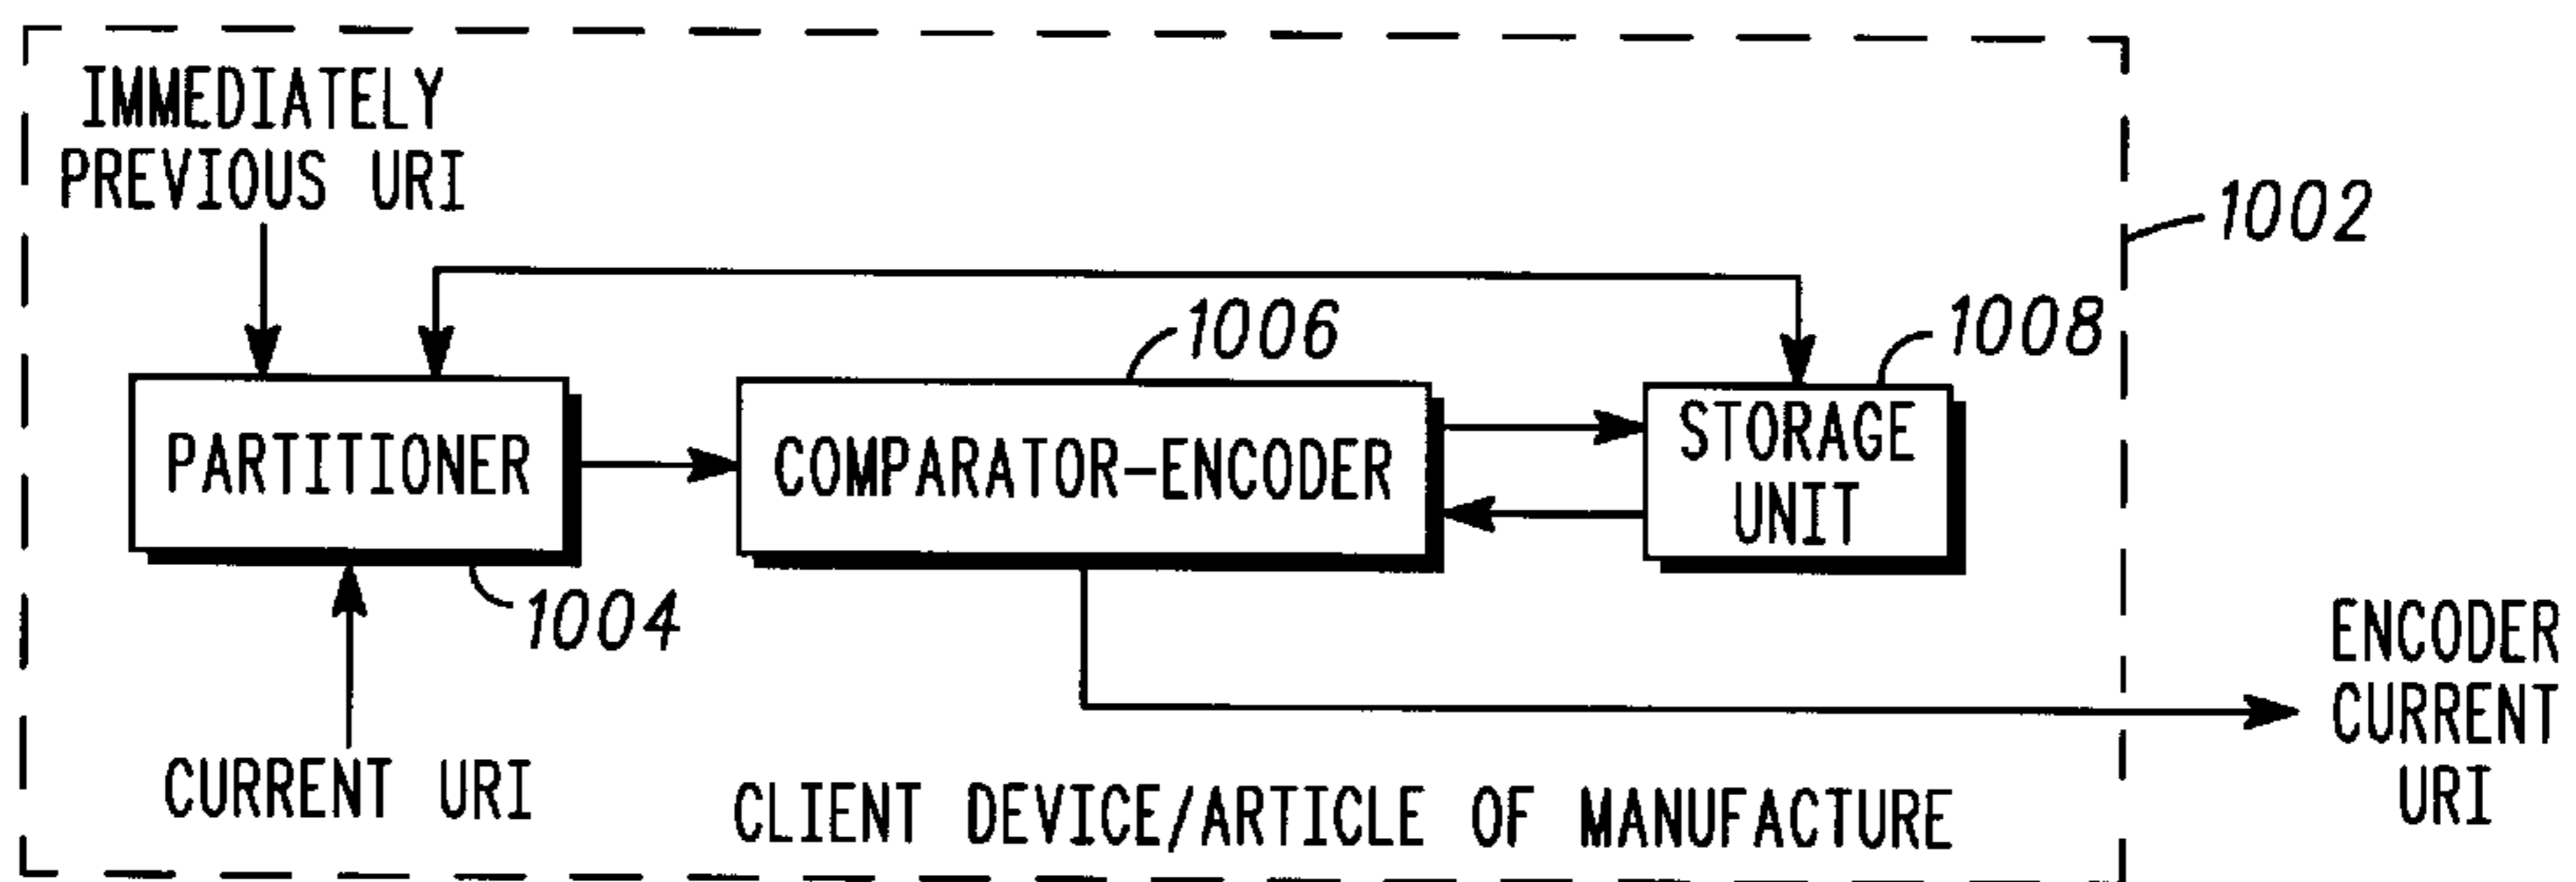 IMMEDIATELY
PREVIOUS URI
1002
1006
1008
PARTITIONER
COMPARATOR-ENCODER
STORAGE
UNIT
1004
CURRENT URI
CLIENT DEVICE/ARTICLE OF MANUFACTURE
ENCODER
CURRENT
URI